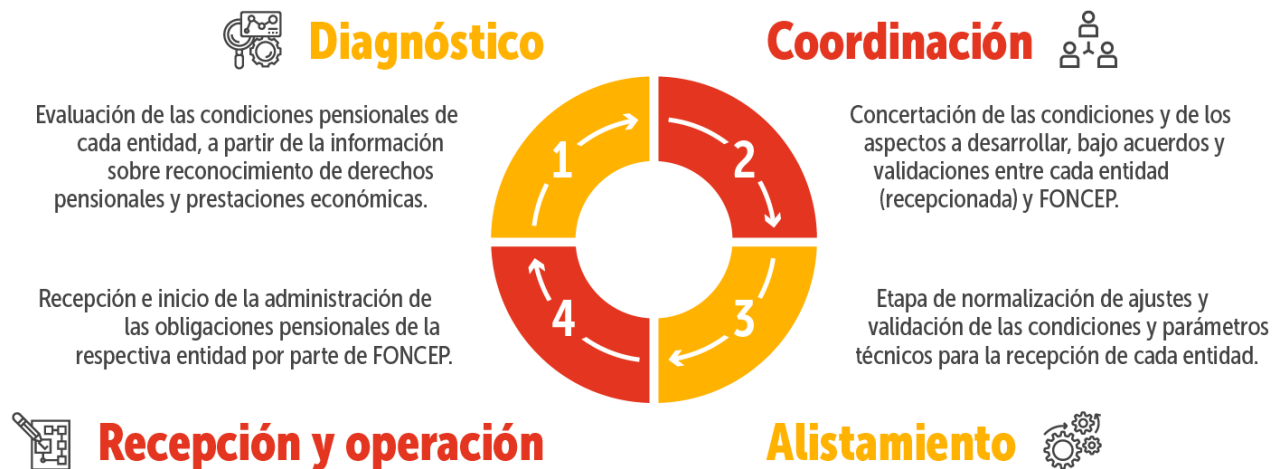 Diagnóstico
Evaluación de las condiciones pensionales de
cada entidad, a partir de la información
sobre reconocimiento de derechos
pensionales y prestaciones económicas.
1
Coordinación
Concertación de las condiciones y de los
aspectos a desarrollar, bajo acuerdos y
validaciones entre cada entidad
(recepcionada) y FONCEP.
2
Etapa de normalización de ajustes y
validación de las condiciones y parámetros
técnicos para la recepción de cada entidad.
3
Alistamiento
Recepción e inicio de la administración de
las obligaciones pensionales de la
respectiva entidad por parte de FONCEP.
4
Recepción y operación